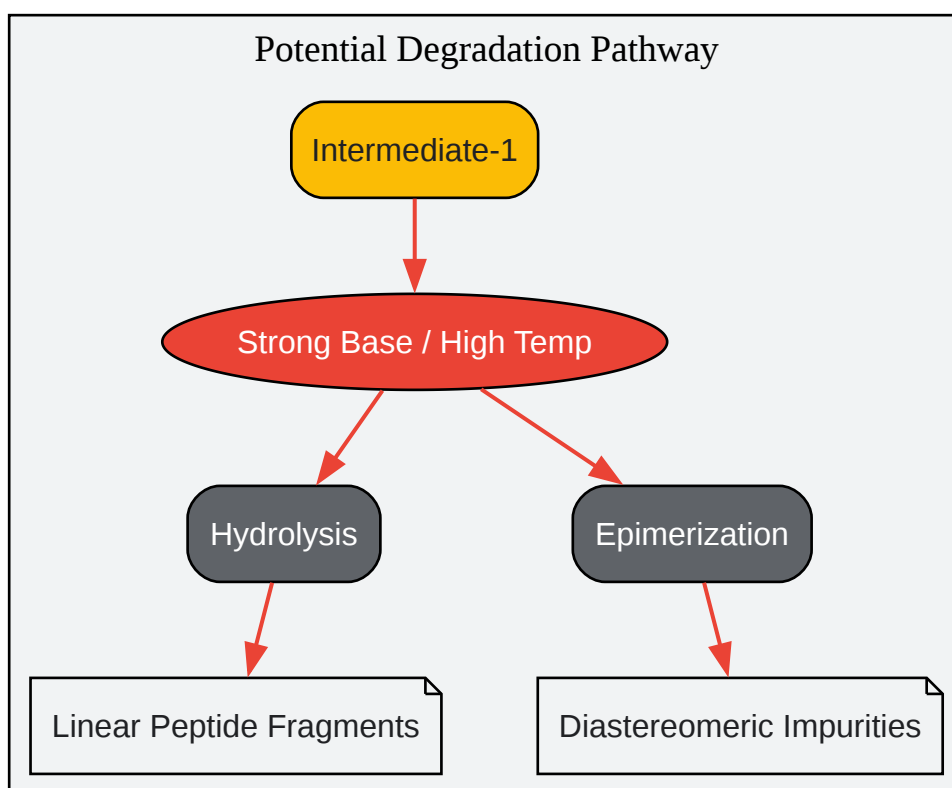 Potential Degradation Pathway
Intermediate-1
Strong Base / High Temp
Hydrolysis
Epimerization
Linear Peptide Fragments
Diastereomeric Impurities